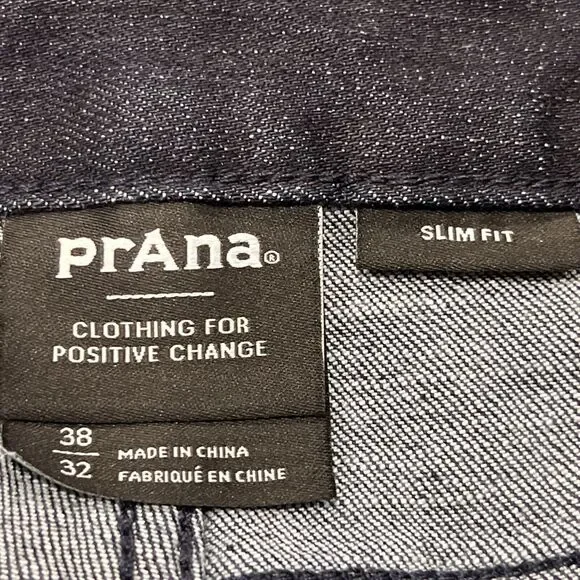 prAna®
CLOTHING FOR
POSITIVE CHANGE
38
32
MADE IN CHINA
FABRIQUÉ EN CHINE
SLIM FIT